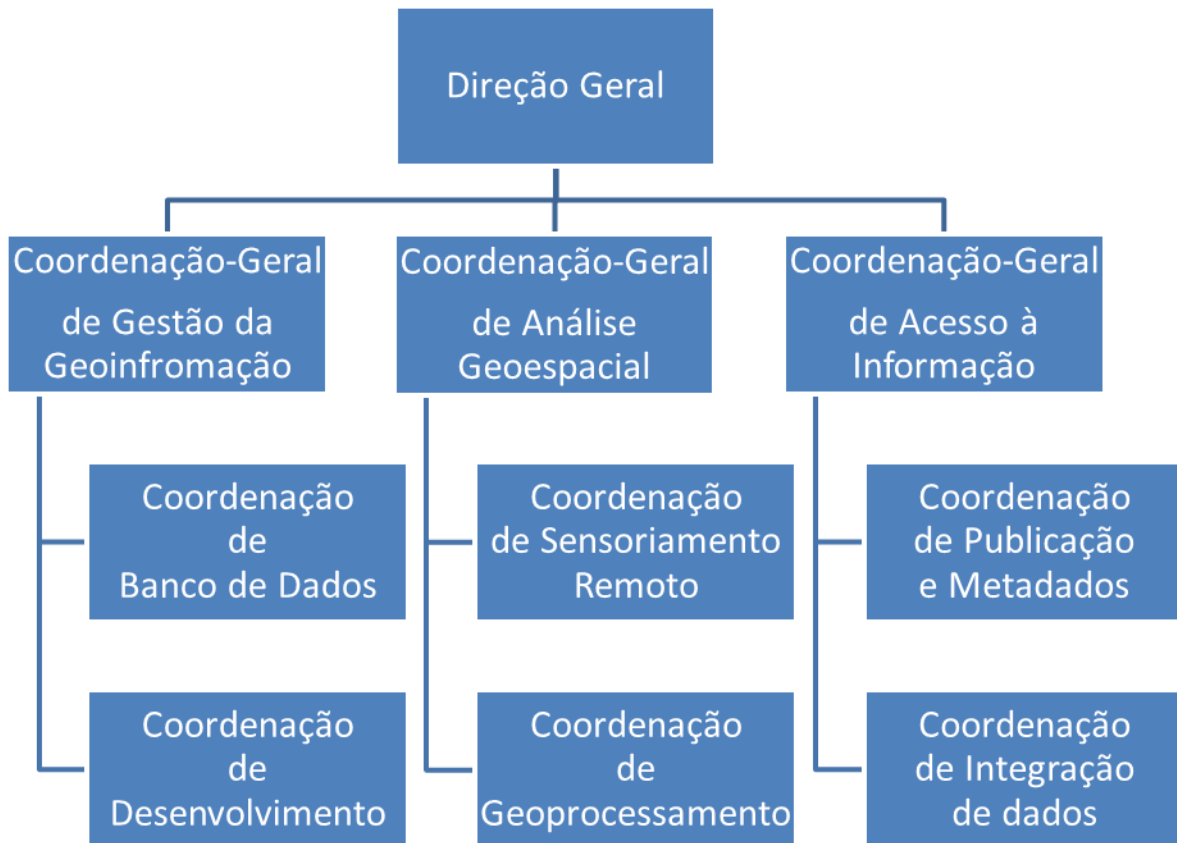 Direção Geral
Coordenação-Geral
de Gestão da
Geoinfromação
Coordenação-Geral
de Análise
Geoespacial
Coordenação-Geral
de Acesso à
Informação
Coordenação
de
Banco de Dados
Coordenação
de Sensoriamento
Remoto
Coordenação
de Publicação
e Metadados
Coordenação
de
Desenvolvimento
Coordenação
de
Geoprocessamento
Coordenação
de Integração
de dados